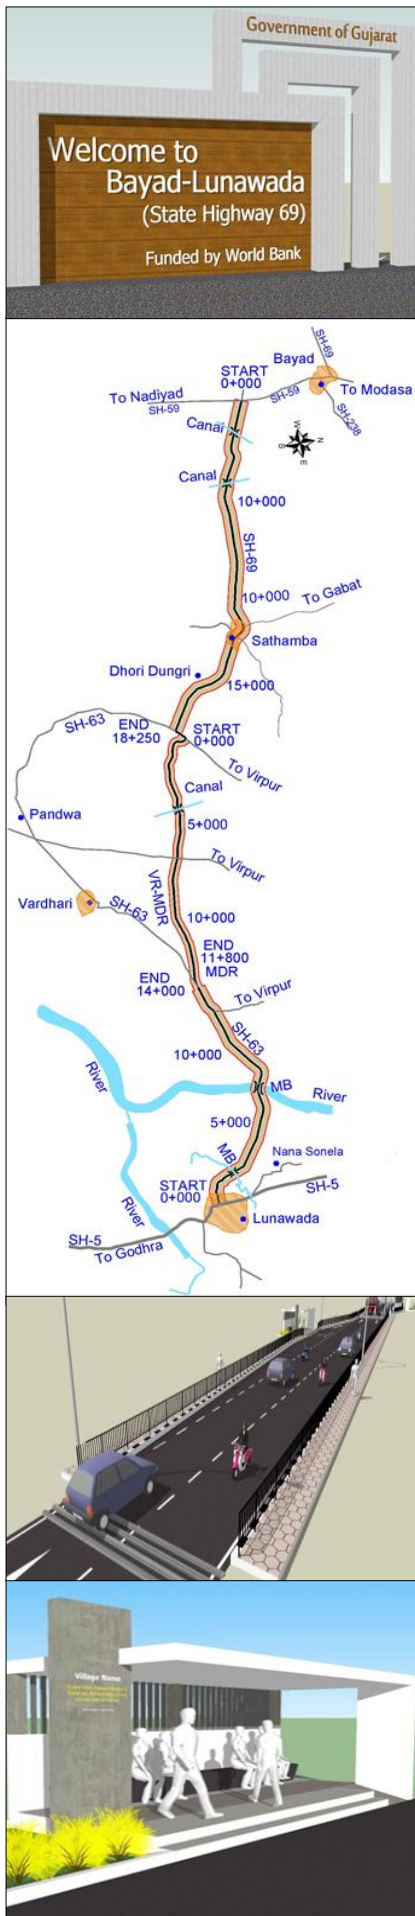 Government of Gujarat
Welcome to
Bayad-Lunawada
(State Highway 69)
Funded by World Bank
SH-69
Bayad
START
0+000
To Nadiyad
SH-59
SH-59
To Modasa
SH-238
Canal
W
N
S
E
Canal
10+000
SH-69
10+000
To Gabat
Sathamba
Dhori Dungri
15+000
SH-63
END
18+250
START
0+000
To Virpur
Canal
Pandwa
5+000
To Virpur
VR-MDR
Vardhari
SH-63
10+000
END
11+800
MDR
END
14+000
To Virpur
SH-63
10+000
River
MB
River
5+000
MB
Nana Sonela
START
0+000
SH-5
River
Lunawada
SH-5
To Godhra
Village Name